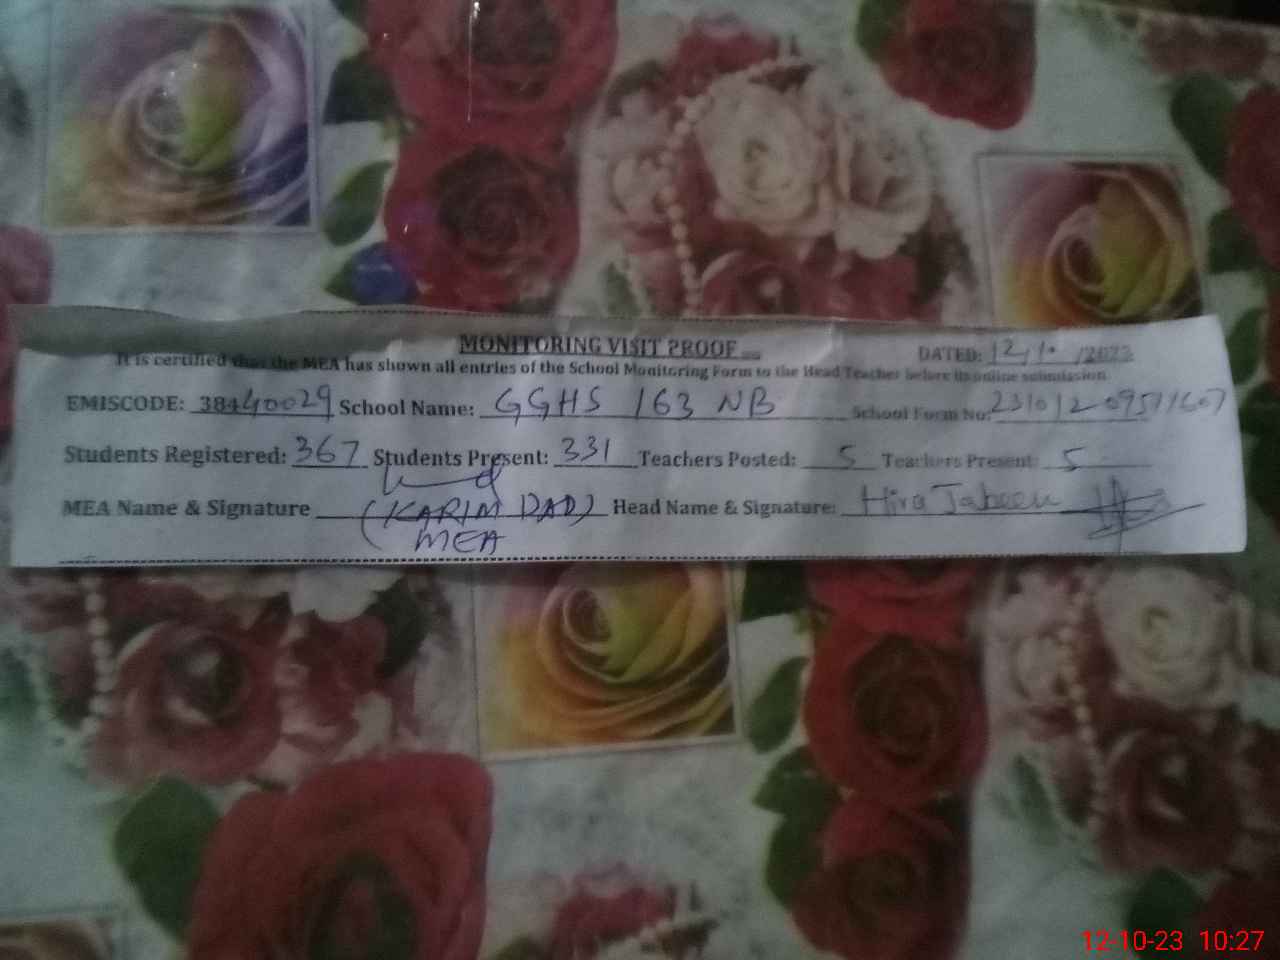 MONITORING VISIT PROOF
DATED: 12/10/2023
It is certified that the MEA has shown all entries of the School Monitoring Form to the Head Teacher before its online submission
EMISCODE: 38440029 School Name: GGHS 163 NB School Form No:
Students Registered: 367 Students Present: 331 Teachers Posted: 5 Teachers Present: 5
MEA Name & Signature (KARIM DAD) Head Name & Signature: Hira Jabeen
MEA
12-10-23 10:27